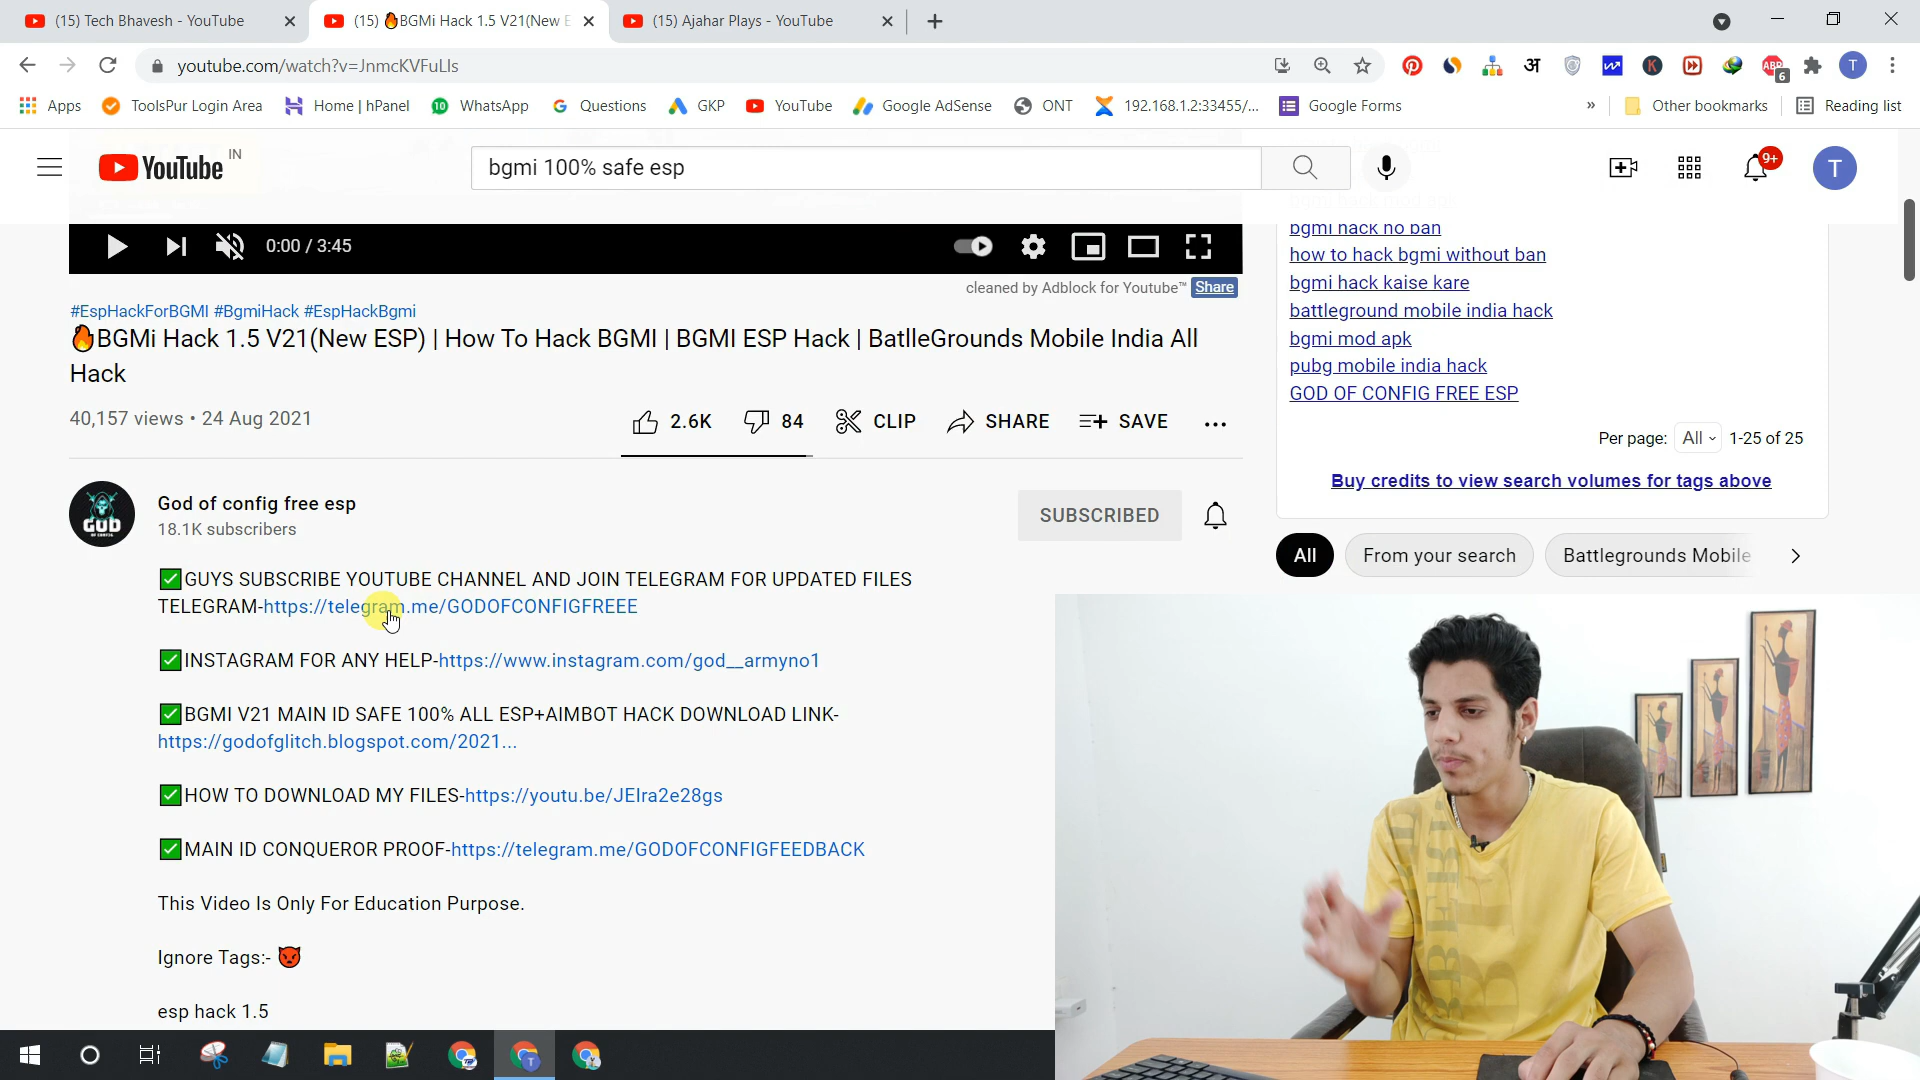 (15) Tech Bhavesh - YouTube
(15) 🔥BGMi Hack 1.5 V21(New E
(15) Ajahar Plays - YouTube
youtube.com/watch?v=JnmcKVFuLIs
अ
K
ABP
6
T
Apps
ToolsPur Login Area
Home | hPanel
10
WhatsApp
G
Questions
GKP
YouTube
Google AdSense
ONT
192.168.1.2:33455/...
Google Forms
»
Other bookmarks
Reading list
YouTube IN
bgmi 100% safe esp
9+
T
0:00 / 3:45
cleaned by Adblock for Youtube™ Share
#EspHackForBGMI #BgmiHack #EspHackBgmi
🔥BGMi Hack 1.5 V21(New ESP) | How To Hack BGMI | BGMI ESP Hack | BatlleGrounds Mobile India All
Hack
40,157 views • 24 Aug 2021
2.6K
84
CLIP
SHARE
SAVE
...
GOD
OF CONFIG
God of config free esp
18.1K subscribers
SUBSCRIBED
✅GUYS SUBSCRIBE YOUTUBE CHANNEL AND JOIN TELEGRAM FOR UPDATED FILES
TELEGRAM-https://telegram.me/GODOFCONFIGFREEE
✅INSTAGRAM FOR ANY HELP-https://www.instagram.com/god__armyno1
✅BGMI V21 MAIN ID SAFE 100% ALL ESP+AIMBOT HACK DOWNLOAD LINK-
https://godofglitch.blogspot.com/2021...
✅HOW TO DOWNLOAD MY FILES-https://youtu.be/JElra2e28gs
✅MAIN ID CONQUEROR PROOF-https://telegram.me/GODOFCONFIGFEEDBACK
This Video Is Only For Education Purpose.
Ignore Tags:- 👿
esp hack 1.5
bgmi hack no ban
how to hack bgmi without ban
bgmi hack kaise kare
battleground mobile india hack
bgmi mod apk
pubg mobile india hack
GOD OF CONFIG FREE ESP
Per page: All 1-25 of 25
Buy credits to view search volumes for tags above
All
From your search
Battlegrounds Mobile
T